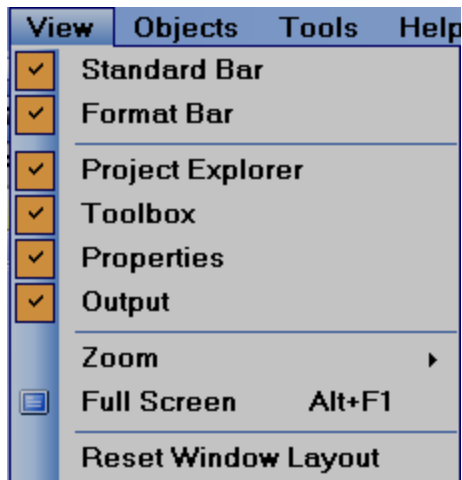 View Objects Tools Help
Standard Bar
Format Bar
Project Explorer
Toolbox
Properties
Output
Zoom
Full Screen Alt+F1
Reset Window Layout